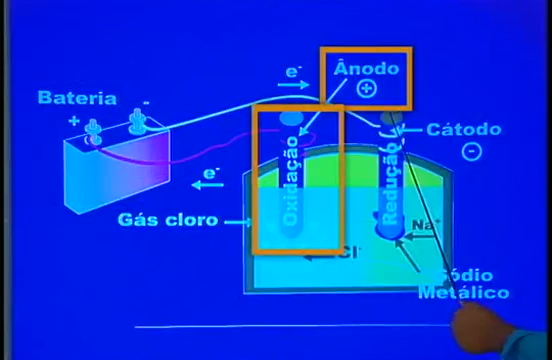 e-
Ânodo
+
Bateria
-
+
Cátodo
-
Oxidação
Redução
e-
Gás cloro
Na+
Cl-
Sódio
Metálico